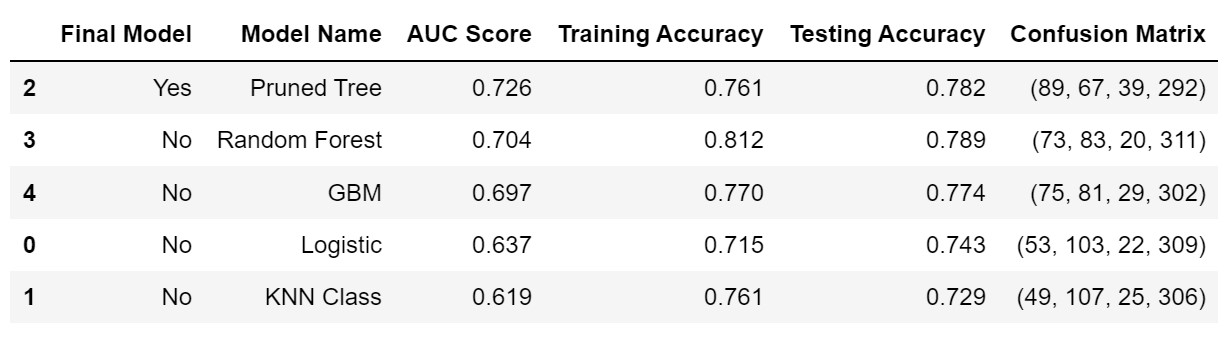 Final Model Model Name AUC Score Training Accuracy Testing Accuracy Confusion Matrix
2 Yes Pruned Tree 0.726 0.761 0.782 (89, 67, 39, 292)
3 No Random Forest 0.704 0.812 0.789 (73, 83, 20, 311)
4 No GBM 0.697 0.770 0.774 (75, 81, 29, 302)
0 No Logistic 0.637 0.715 0.743 (53, 103, 22, 309)
1 No KNN Class 0.619 0.761 0.729 (49, 107, 25, 306)